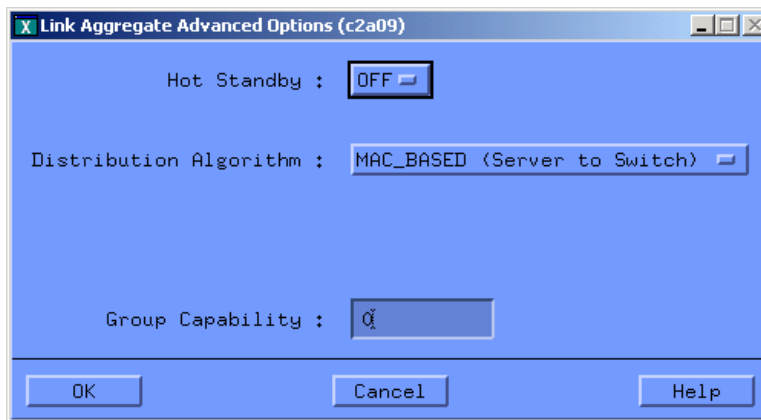 X Link Aggregate Advanced Options (c2a09)
Hot Standby : OFF
Distribution Algorithm : MAC_BASED (Server to Switch)
Group Capability : 0
OK Cancel Help